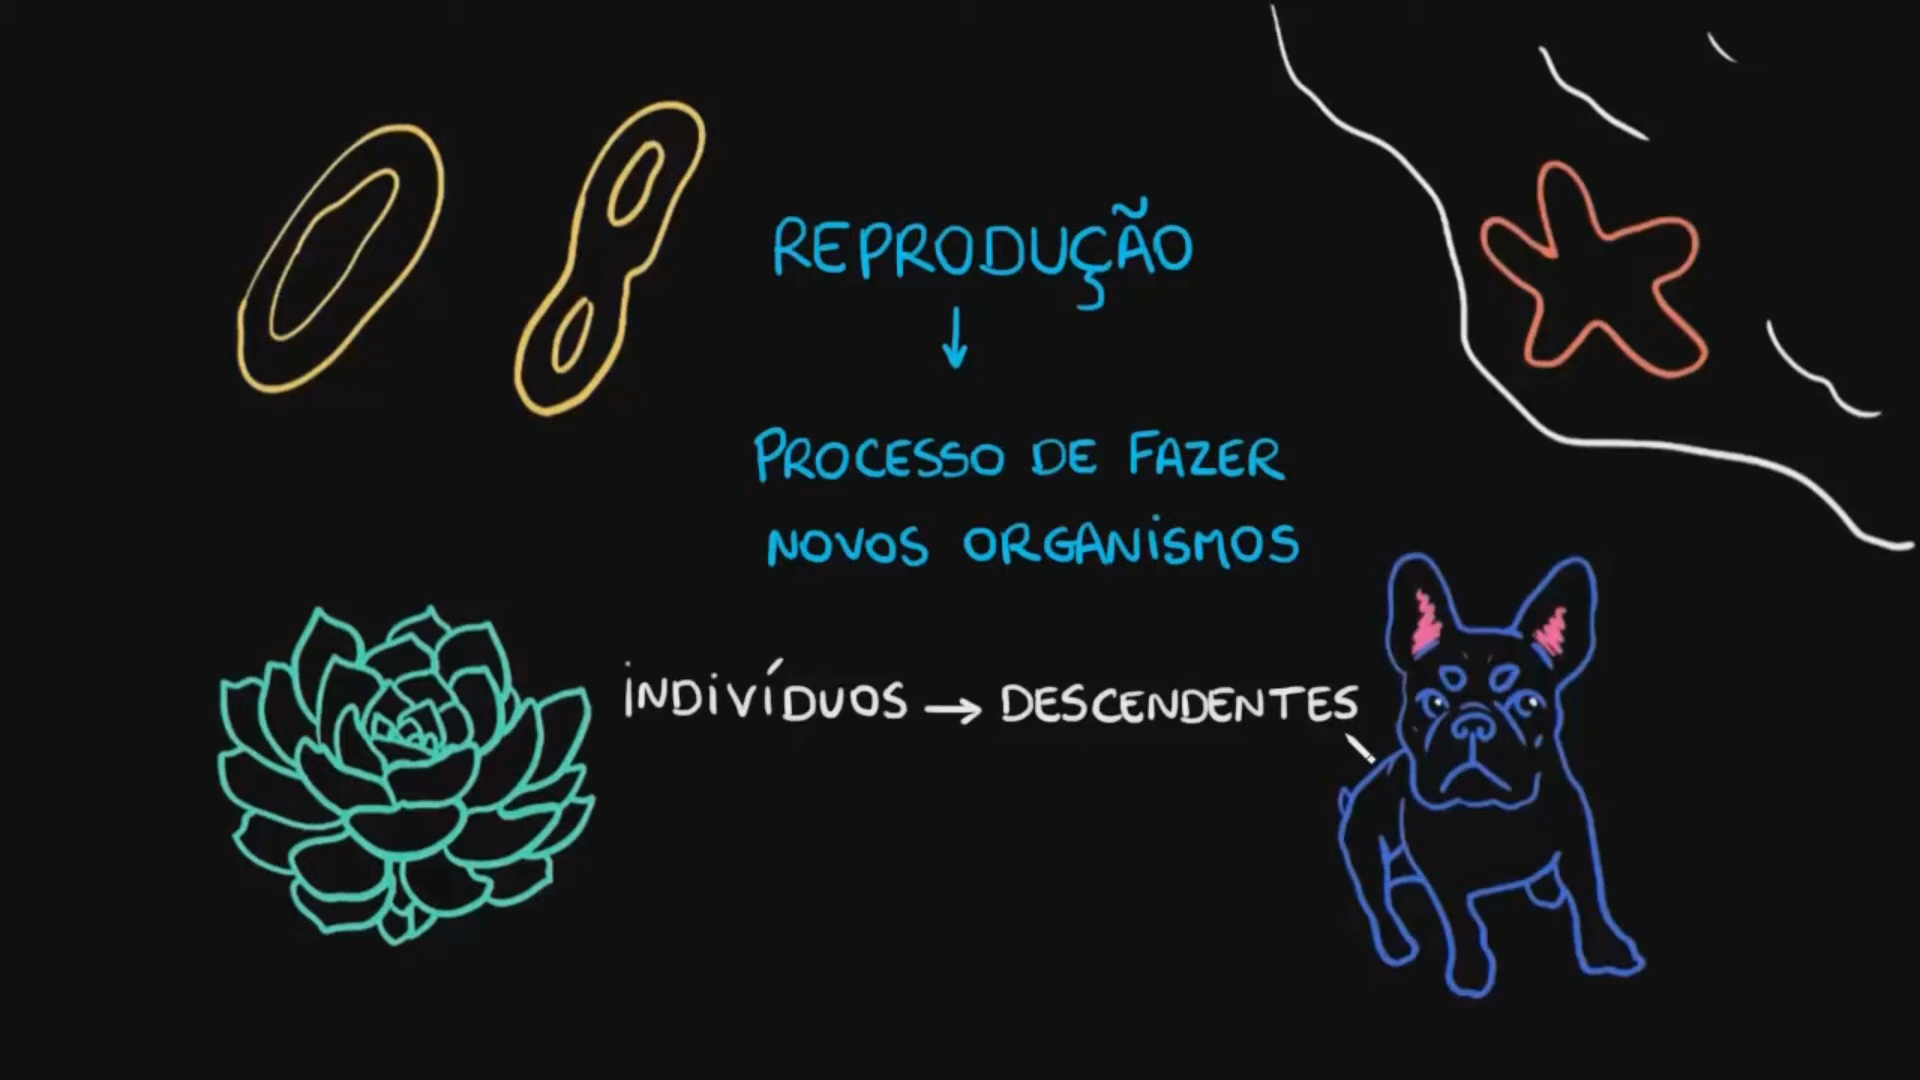 REPRODUÇÃO
PROCESSO DE FAZER
NOVOS ORGANISMOS
INDIVÍDUOS → DESCENDENTES